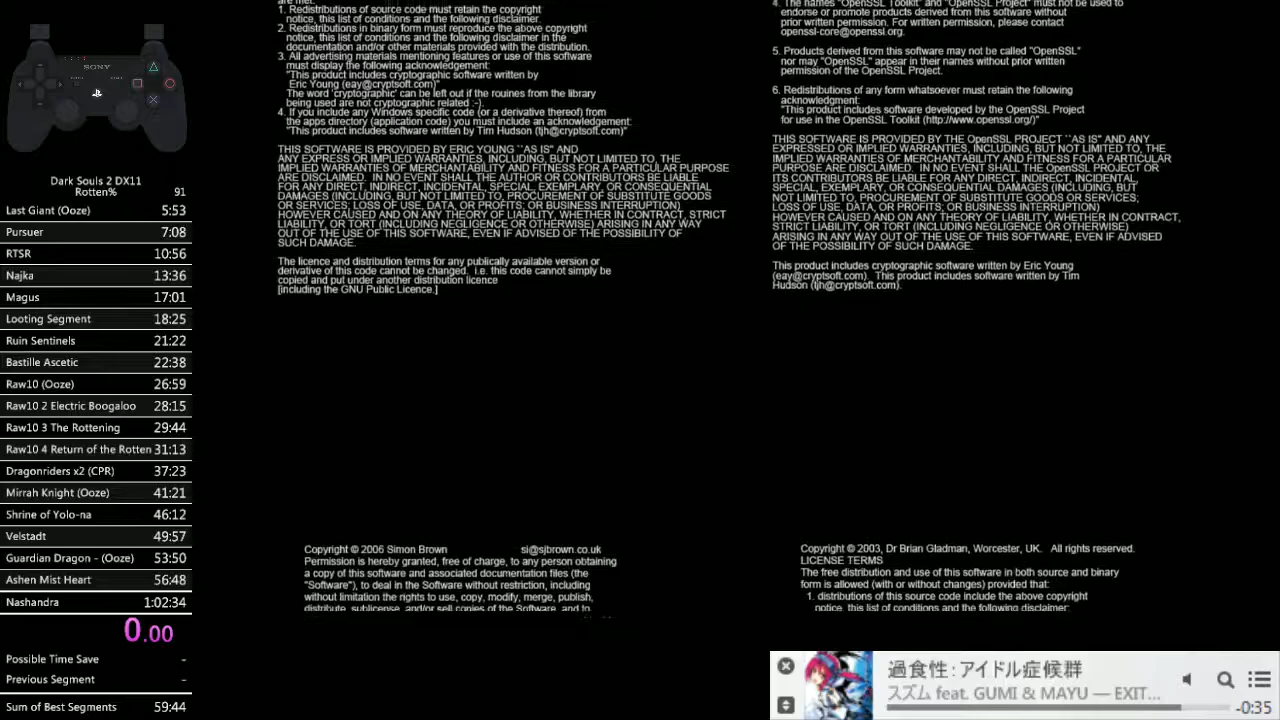 SONY
Dark Souls 2 DX11
Rotten% 91
Last Giant (Ooze) 5:53
Pursuer 7:08
RTSR 10:56
Najka 13:36
Magus 17:01
Looting Segment 18:25
Ruin Sentinels 21:22
Bastille Ascetic 22:38
Raw10 (Ooze) 26:59
Raw10 2 Electric Boogaloo 28:15
Raw10 3 The Rottening 29:44
Raw10 4 Return of the Rotten 31:13
Dragonriders x2 (CPR) 37:23
Mirrah Knight (Ooze) 41:21
Shrine of Yolo-na 46:12
Velstadt 49:57
Guardian Dragon - (Ooze) 53:50
Ashen Mist Heart 56:48
Nashandra 1:02:34
0.00
Possible Time Save -
Previous Segment -
Sum of Best Segments 59:44
are met:
1. Redistributions of source code must retain the copyright
notice, this list of conditions and the following disclaimer.
2. Redistributions in binary form must reproduce the above copyright
notice, this list of conditions and the following disclaimer in the
documentation and/or other materials provided with the distribution.
3. All advertising materials mentioning features or use of this software
must display the following acknowledgement:
"This product includes cryptographic software written by
Eric Young (eay@cryptsoft.com)"
The word 'cryptographic' can be left out if the rouines from the library
being used are not cryptographic related :-).
4. If you include any Windows specific code (or a derivative thereof) from
the apps directory (application code) you must include an acknowledgement:
"This product includes software written by Tim Hudson (tjh@cryptsoft.com)"
THIS SOFTWARE IS PROVIDED BY ERIC YOUNG ``AS IS'' AND
ANY EXPRESS OR IMPLIED WARRANTIES, INCLUDING, BUT NOT LIMITED TO, THE
IMPLIED WARRANTIES OF MERCHANTABILITY AND FITNESS FOR A PARTICULAR PURPOSE
ARE DISCLAIMED. IN NO EVENT SHALL THE AUTHOR OR CONTRIBUTORS BE LIABLE
FOR ANY DIRECT, INDIRECT, INCIDENTAL, SPECIAL, EXEMPLARY, OR CONSEQUENTIAL
DAMAGES (INCLUDING, BUT NOT LIMITED TO, PROCUREMENT OF SUBSTITUTE GOODS
OR SERVICES; LOSS OF USE, DATA, OR PROFITS; OR BUSINESS INTERRUPTION)
HOWEVER CAUSED AND ON ANY THEORY OF LIABILITY, WHETHER IN CONTRACT, STRICT
LIABILITY, OR TORT (INCLUDING NEGLIGENCE OR OTHERWISE) ARISING IN ANY WAY
OUT OF THE USE OF THIS SOFTWARE, EVEN IF ADVISED OF THE POSSIBILITY OF
SUCH DAMAGE.
The licence and distribution terms for any publically available version or
derivative of this code cannot be changed. i.e. this code cannot simply be
copied and put under another distribution licence
[including the GNU Public Licence.]
4. The names "OpenSSL Toolkit" and "OpenSSL Project" must not be used to
endorse or promote products derived from this software without
prior written permission. For written permission, please contact
openssl-core@openssl.org.
5. Products derived from this software may not be called "OpenSSL"
nor may "OpenSSL" appear in their names without prior written
permission of the OpenSSL Project.
6. Redistributions of any form whatsoever must retain the following
acknowledgment:
"This product includes software developed by the OpenSSL Project
for use in the OpenSSL Toolkit (http://www.openssl.org/)"
THIS SOFTWARE IS PROVIDED BY THE OpenSSL PROJECT ``AS IS'' AND ANY
EXPRESSED OR IMPLIED WARRANTIES, INCLUDING, BUT NOT LIMITED TO, THE
IMPLIED WARRANTIES OF MERCHANTABILITY AND FITNESS FOR A PARTICULAR
PURPOSE ARE DISCLAIMED. IN NO EVENT SHALL THE OpenSSL PROJECT OR
ITS CONTRIBUTORS BE LIABLE FOR ANY DIRECT, INDIRECT, INCIDENTAL,
SPECIAL, EXEMPLARY, OR CONSEQUENTIAL DAMAGES (INCLUDING, BUT
NOT LIMITED TO, PROCUREMENT OF SUBSTITUTE GOODS OR SERVICES;
LOSS OF USE, DATA, OR PROFITS; OR BUSINESS INTERRUPTION)
HOWEVER CAUSED AND ON ANY THEORY OF LIABILITY, WHETHER IN CONTRACT,
STRICT LIABILITY, OR TORT (INCLUDING NEGLIGENCE OR OTHERWISE)
ARISING IN ANY WAY OUT OF THE USE OF THIS SOFTWARE, EVEN IF ADVISED
OF THE POSSIBILITY OF SUCH DAMAGE.
This product includes cryptographic software written by Eric Young
(eay@cryptsoft.com). This product includes software written by Tim
Hudson (tjh@cryptsoft.com).
Copyright © 2006 Simon Brown si@sjbrown.co.uk
Permission is hereby granted, free of charge, to any person obtaining
a copy of this software and associated documentation files (the
"Software"), to deal in the Software without restriction, including
without limitation the rights to use, copy, modify, merge, publish,
distribute, sublicense, and/or sell copies of the Software, and to
Copyright © 2003, Dr Brian Gladman, Worcester, UK. All rights reserved.
LICENSE TERMS
The free distribution and use of this software in both source and binary
form is allowed (with or without changes) provided that:
1. distributions of this source code include the above copyright
notice, this list of conditions and the following disclaimer;
過食性:アイドル症候群
スズム feat. GUMI & MAYU — EXIT...
-0:35